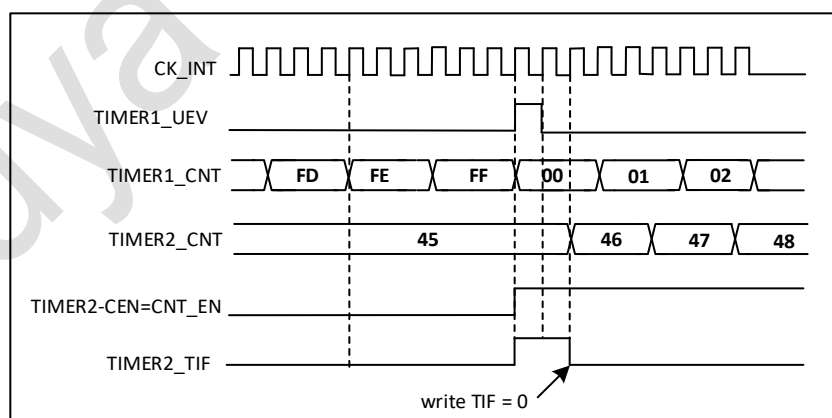 CK_INT
TIMER1_UEV
TIMER1_CNT FD FE FF 00 01 02
TIMER2_CNT 45 46 47 48
TIMER2-CEN=CNT_EN
TIMER2_TIF
write TIF = 0